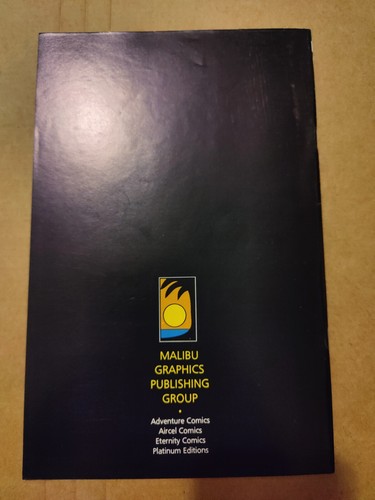 MALIBU
GRAPHICS
PUBLISHING
GROUP
•
Adventure Comics
Aircel Comics
Eternity Comics
Platinum Editions